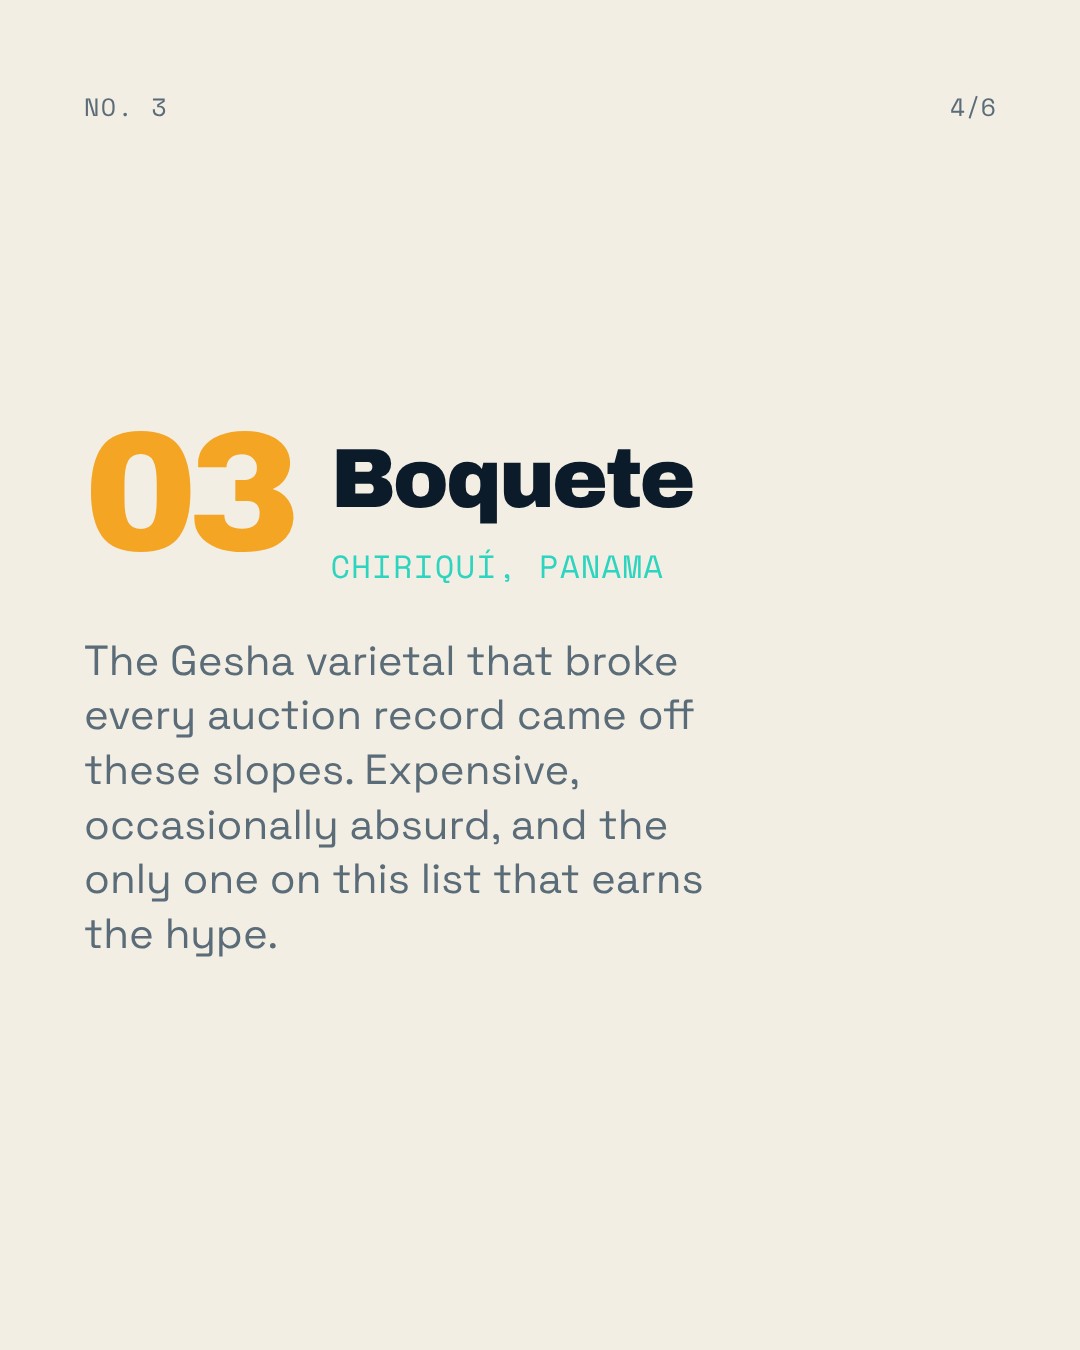 NO. 3
4/6
03
Boquete
CHIRIQUÍ, PANAMA
The Gesha varietal that broke
every auction record came off
these slopes. Expensive,
occasionally absurd, and the
only one on this list that earns
the hype.